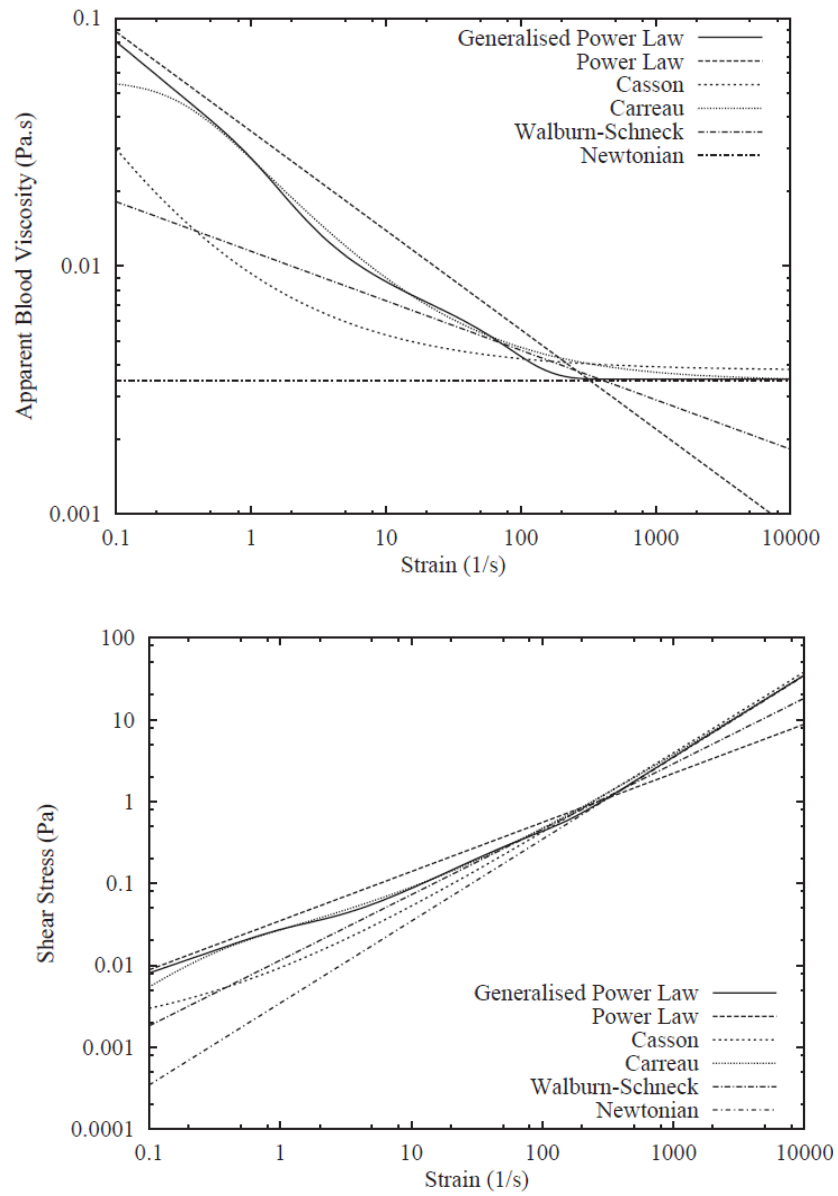 0.1
Generalised Power Law
Power Law
Casson
Carreau
Walburn-Schneck
Newtonian
Apparent Blood Viscosity (Pa.s)
0.01
0.001
0.1 1 10 100 1000 10000
Strain (1/s)
100
10
1
Shear Stress (Pa)
0.1
0.01
Generalised Power Law
Power Law
0.001
Casson
Carreau
Walburn-Schneck
Newtonian
0.0001
0.1 1 10 100 1000 10000
Strain (1/s)